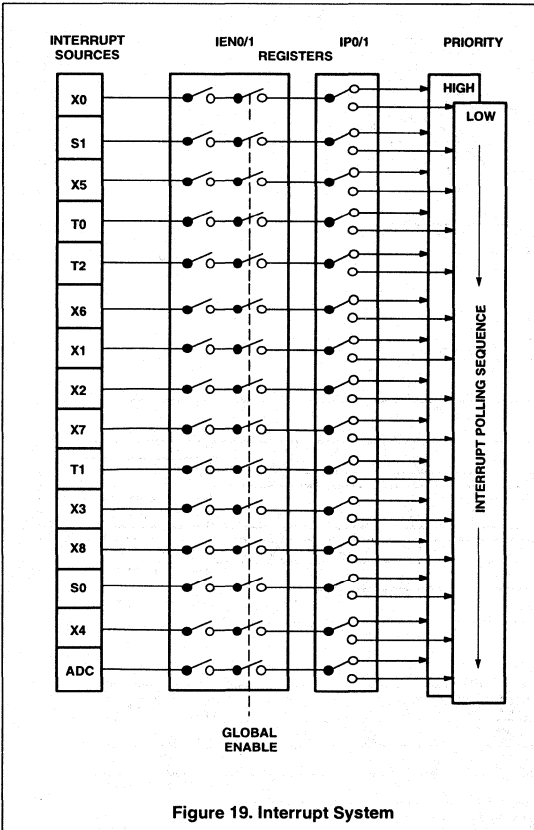 INTERRUPT
SOURCES
IEN0/1
IP0/1
REGISTERS
PRIORITY
X0
S1
X5
T0
T2
X6
X1
X2
X7
T1
X3
X8
S0
X4
ADC
HIGH
LOW
INTERRUPT POLLING SEQUENCE
GLOBAL
ENABLE
Figure 19. Interrupt System